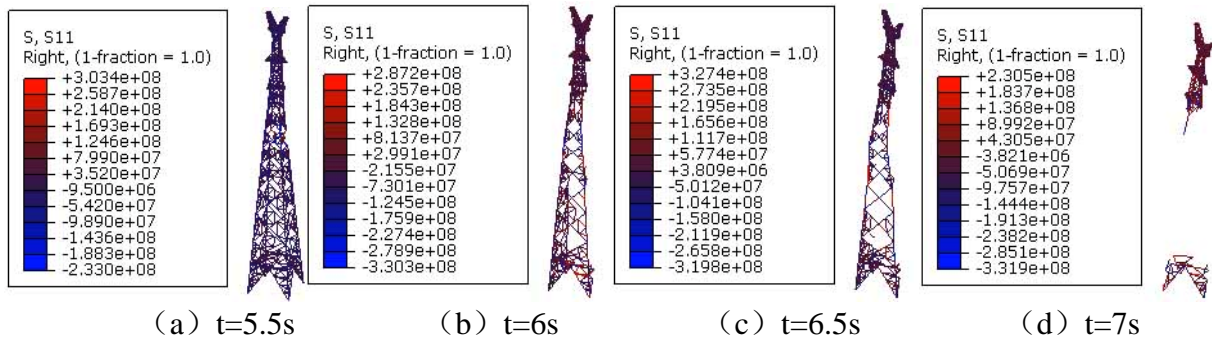 S, S11
Right, (1-fraction = 1.0)
+3.034e+08
+2.587e+08
+2.140e+08
+1.693e+08
+1.246e+08
+7.990e+07
+3.520e+07
-9.500e+06
-5.420e+07
-9.890e+07
-1.436e+08
-1.883e+08
-2.330e+08
S, S11
Right, (1-fraction = 1.0)
+2.872e+08
+2.357e+08
+1.843e+08
+1.328e+08
+8.137e+07
+2.991e+07
-2.155e+07
-7.301e+07
-1.245e+08
-1.759e+08
-2.274e+08
-2.789e+08
-3.303e+08
S, S11
Right, (1-fraction = 1.0)
+3.274e+08
+2.735e+08
+2.195e+08
+1.656e+08
+1.117e+08
+5.774e+07
+3.809e+06
-5.012e+07
-1.041e+08
-1.580e+08
-2.119e+08
-2.658e+08
-3.198e+08
S, S11
Right, (1-fraction = 1.0)
+2.305e+08
+1.837e+08
+1.368e+08
+8.992e+07
+4.305e+07
-3.821e+06
-5.069e+07
-9.757e+07
-1.444e+08
-1.913e+08
-2.382e+08
-2.851e+08
-3.319e+08
（a）t=5.5s
（b）t=6s
（c）t=6.5s
（d）t=7s